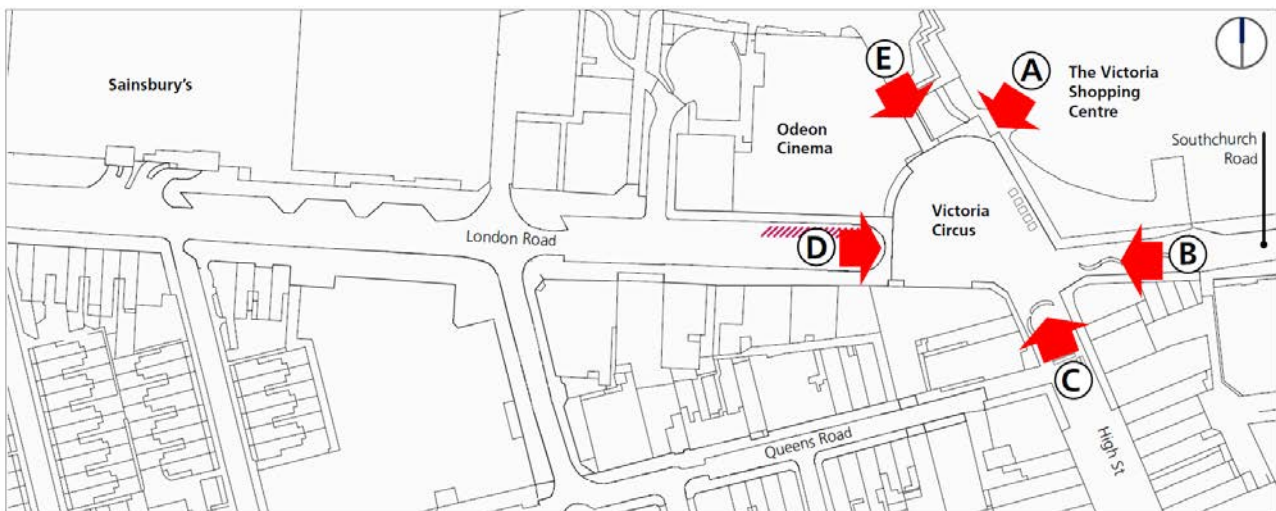 Sainsbury's
E
A
The Victoria
Shopping
Centre
Odeon
Cinema
Southchurch
Road
Victoria
Circus
London Road
D
B
C
Queens Road
High St